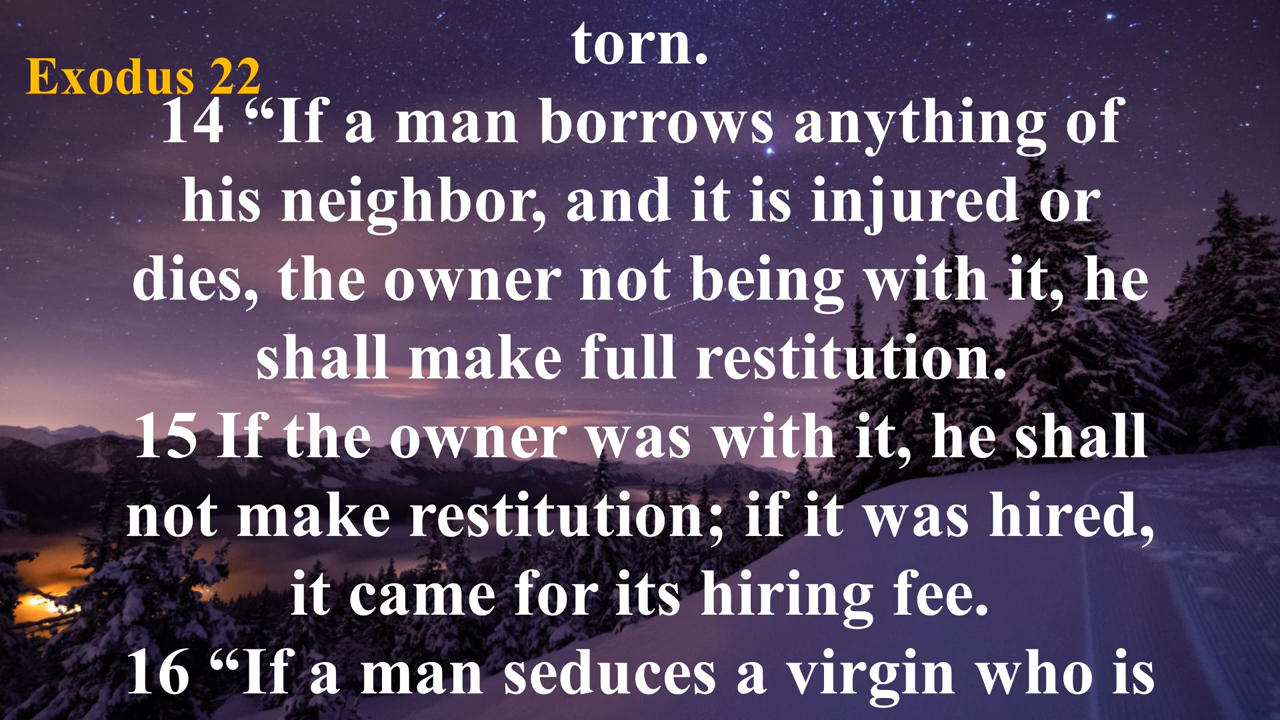 torn.
Exodus 22
14 “If a man borrows anything of
his neighbor, and it is injured or
dies, the owner not being with it, he
shall make full restitution.
15 If the owner was with it, he shall
not make restitution; if it was hired,
it came for its hiring fee.
16 “If a man seduces a virgin who is